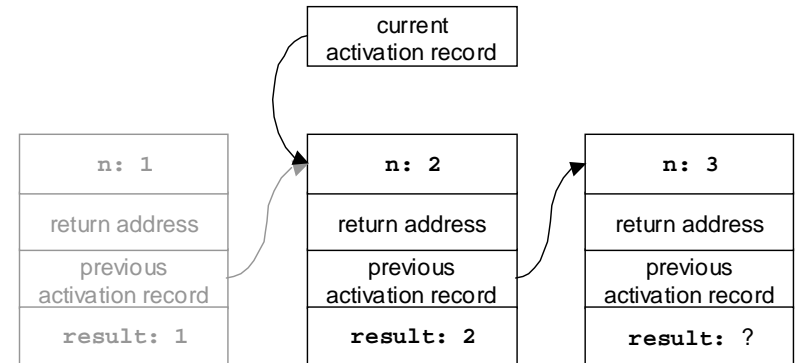 current
activation record
n: 1
return address
previous
activation record
result: 1
n: 2
return address
previous
activation record
result: 2
n: 3
return address
previous
activation record
result: ?